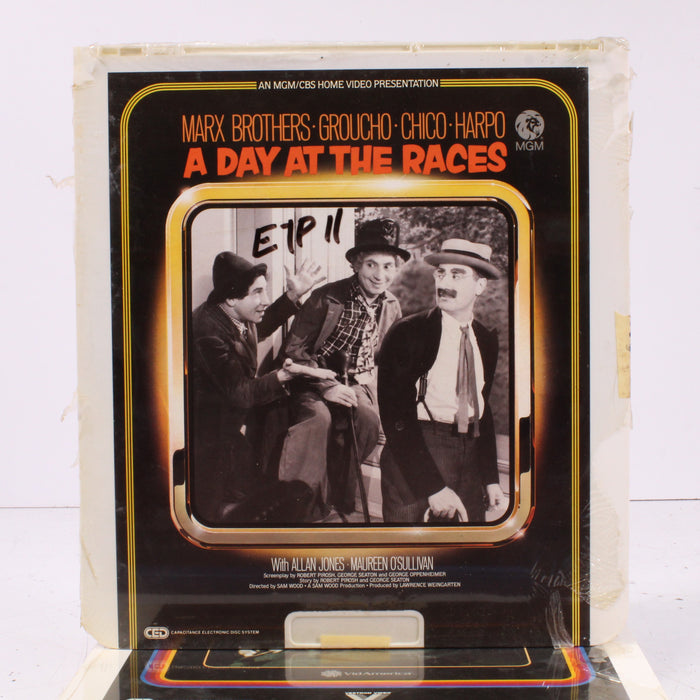 AN MGM/CBS HOME VIDEO PRESENTATION
MARX BROTHERS · GROUCHO · CHICO · HARPO
A DAY AT THE RACES
MGM
E7P 11
With ALLAN JONES · MAUREEN O'SULLIVAN
Screenplay by ROBERT PIROSH, GEORGE SEATON and GEORGE OPPENHEIMER
Story by ROBERT PIROSH and GEORGE SEATON
Directed by SAM WOOD · A SAM WOOD Production · Produced by LAWRENCE WEINGARTEN
CED CAPACITANCE ELECTRONIC DISC SYSTEM
VidAmerica